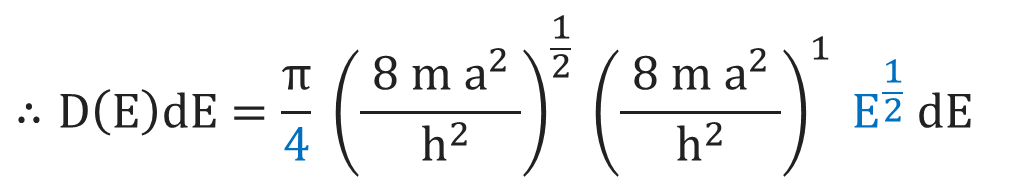 ∴ D(E)dE = π/4 (8 m a²/h²)^(1/2) (8 m a²/h²)^1 E^(1/2) dE